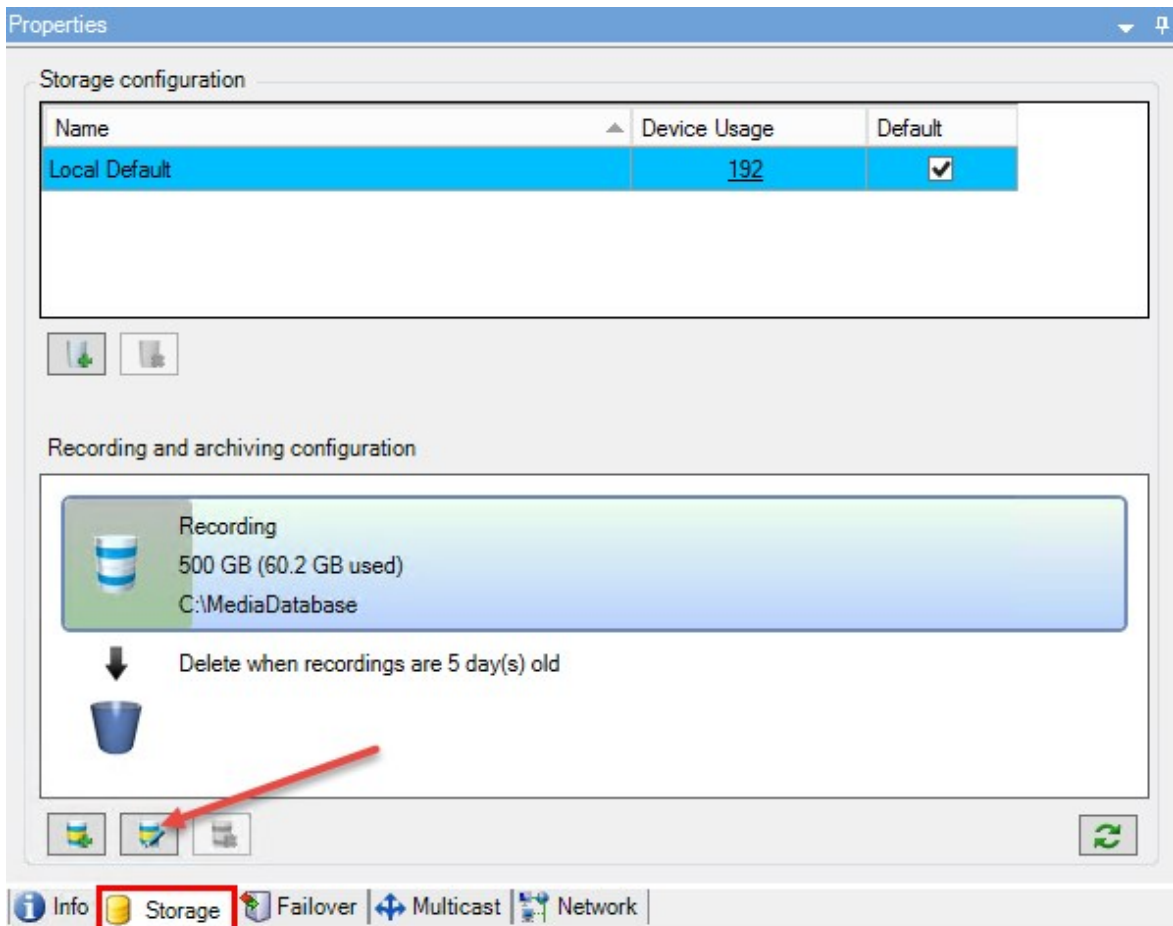 Properties
Storage configuration
Name Device Usage Default
Local Default 192
Recording and archiving configuration
Recording
500 GB (60.2 GB used)
C:\MediaDatabase
Delete when recordings are 5 day(s) old
Info Storage Failover Multicast Network